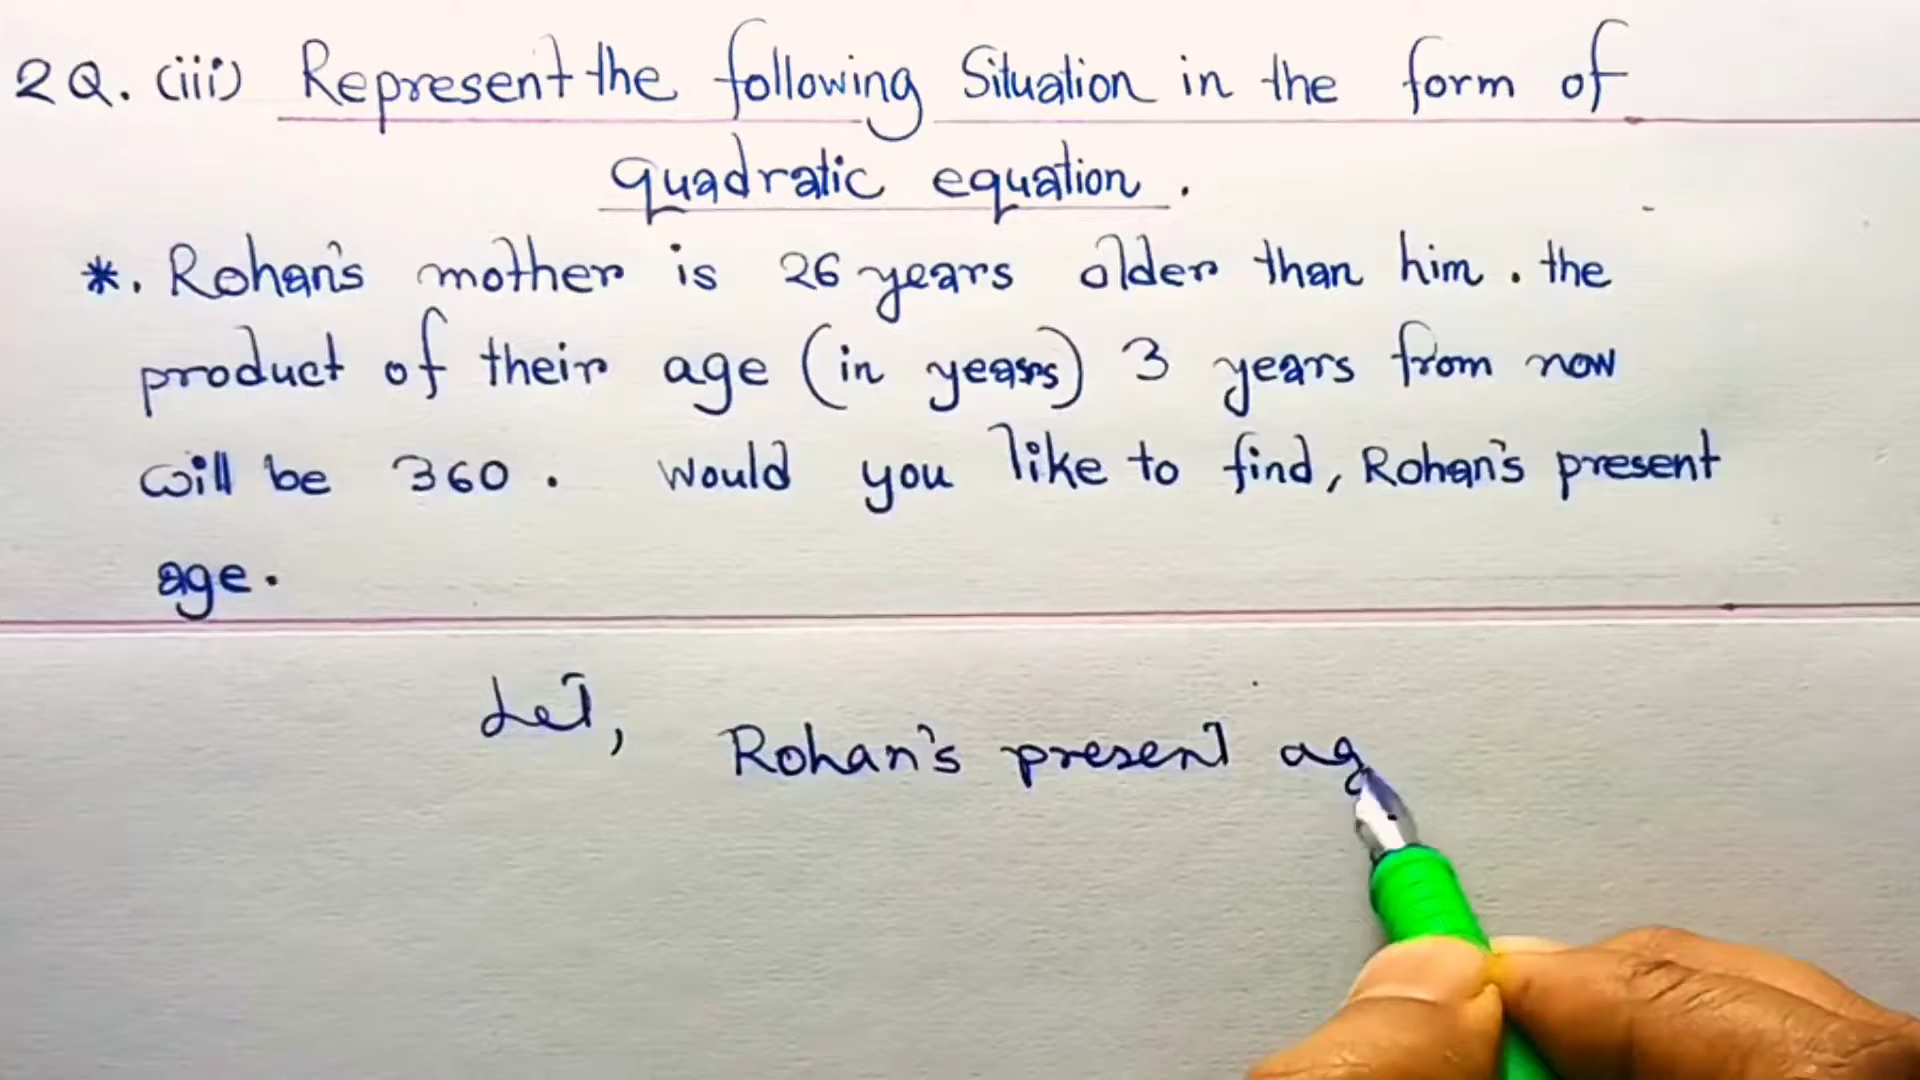 2Q. (iii) Represent the following Situation in the form of
quadratic equation.
*. Rohan's mother is 26 years older than him. the
product of their age (in years) 3 years from now
will be 360. Would you like to find, Rohan's present
age.
Let, Rohan's present ag